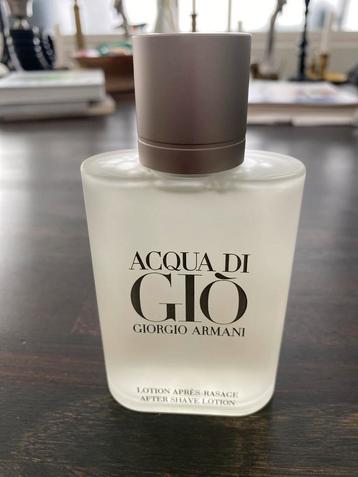 ACQUA DI
GIÒ
GIORGIO ARMANI
LOTION APRÈS-RASAGE
AFTER SHAVE LOTION